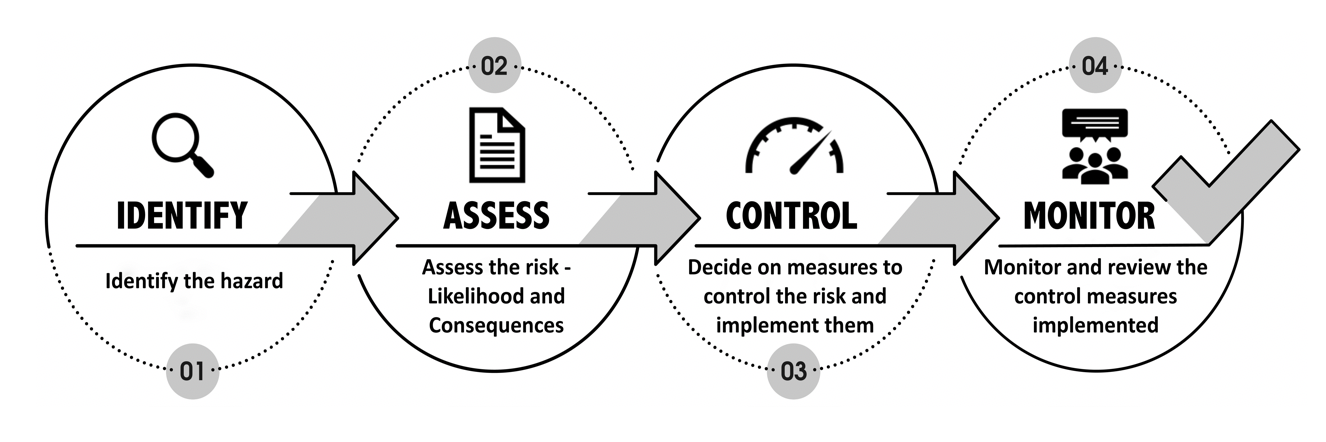 01
IDENTIFY
Identify the hazard
02
ASSESS
Assess the risk -
Likelihood and
Consequences
03
CONTROL
Decide on measures to
control the risk and
implement them
04
MONITOR
Monitor and review the
control measures
implemented